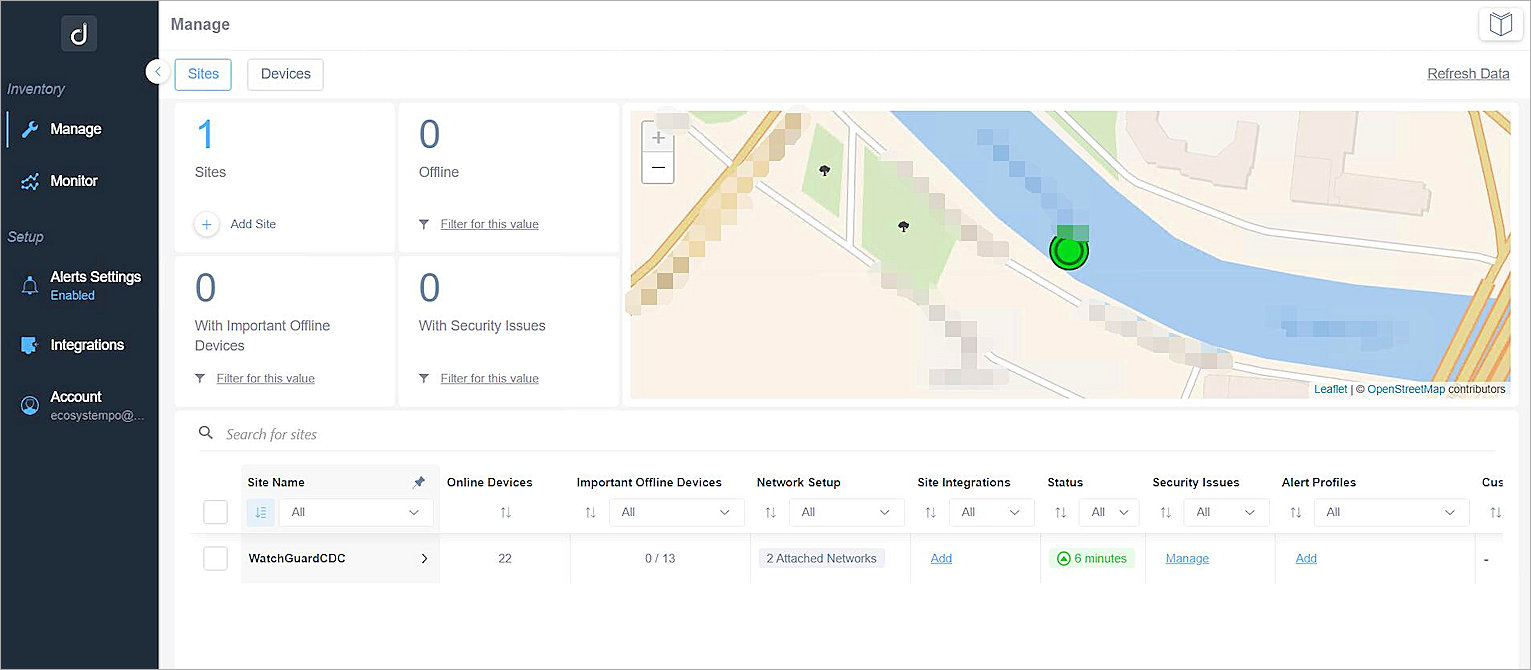 d
Inventory
Manage
Monitor
Setup
Alerts Settings
Enabled
Integrations
Account
ecosystempo@...
Manage
Sites
Devices
Refresh Data
1
Sites
Add Site
0
Offline
Filter for this value
0
With Important Offline
Devices
Filter for this value
0
With Security Issues
Filter for this value
+
−
Leaflet | © OpenStreetMap contributors
Search for sites
Site Name Online Devices Important Offline Devices Network Setup Site Integrations Status Security Issues Alert Profiles Cus
All All All All All All All
WatchGuardCDC 22 0 / 13 2 Attached Networks Add 6 minutes Manage Add -